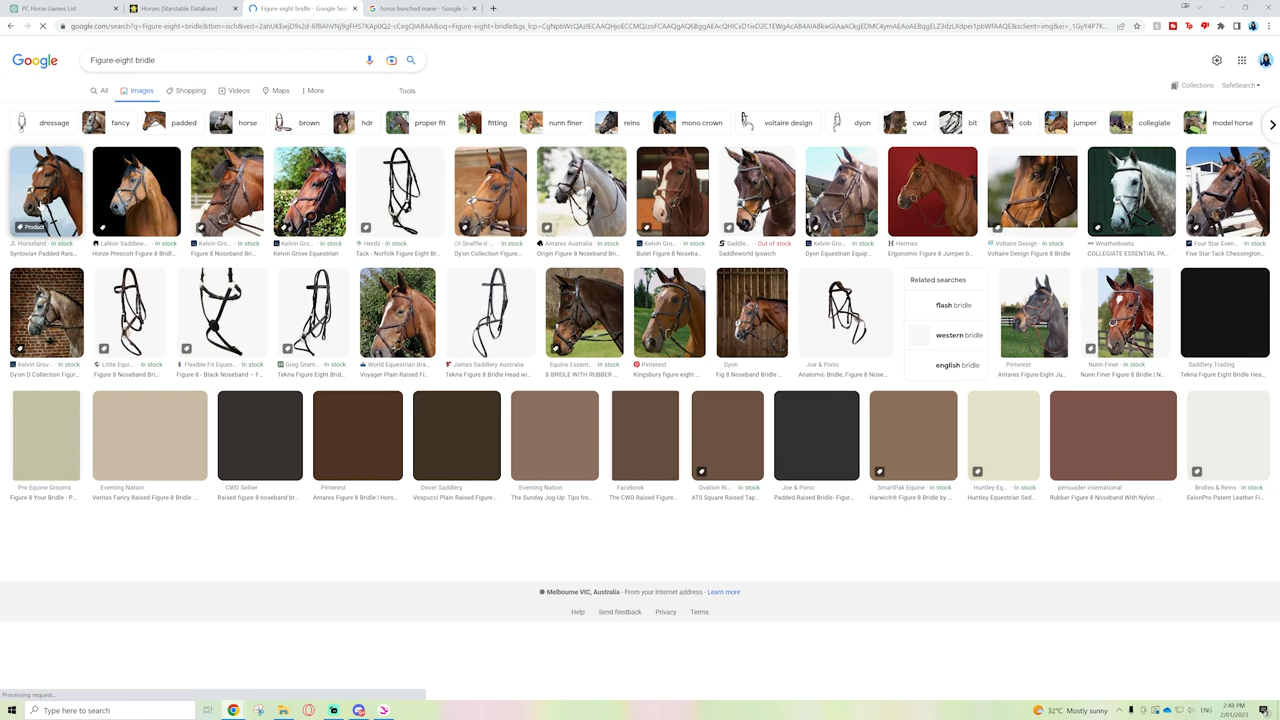 PC Horse Games List
Horses [Starstable Database]
Figure-eight bridle - Google Sea
horse bunched mane - Google S
Google
Figure-eight bridle
All
Images
Shopping
Videos
Maps
More
Tools
Collections
SafeSearch
dressage
fancy
padded
horse
brown
hdr
proper fit
fitting
nunn finer
reins
mono crown
voltaire design
dyon
cwd
bit
cob
jumper
collegiate
model horse
Product
Horseland · In stock
Syntovia+ Padded Rais...
LaNoir Saddlew... · In stock
Horze Prescott Figure 8 Bridl...
Kelvin Gro... · In stock
Figure 8 Noseband Bri...
Kelvin Gro... · In stock
Kelvin Grove Equestrian
Herdz · In stock
Tack - Norfolk Figure Eight Br...
Snaffle-it ... · In stock
Dy'on Collection Figure...
Antares Australia · In stock
Origin Figure 8 Noseband Bri...
Kelvin Gro... · In stock
Butet Figure 8 Noseba...
Saddle... · Out of stock
Saddleworld Ipswich
Kelvin Gro... · In stock
Dyon Equestrian Equip...
Hermes
Ergonomic Figure 8 Jumper b...
Voltaire Design · In stock
Voltaire Design Figure 8 Bridle
Weatherbeeta
COLLEGIATE ESSENTIAL PA...
Four Star Even... · In stock
Five Star Tack Chessington...
Kelvin Grov... · In stock
Dy'on D Collection Figur...
Little Equi... · In stock
Figure 8 Noseband Bri...
Flexible Fit Eques... · In stock
Figure 8 - Black Noseband – F...
Greg Grant... · In stock
Tekna Figure Eight Brid...
World Equestrian Bra...
Voyager Plain Raised Fi...
James Saddlery Australia
Tekna Figure 8 Bridle Head wi...
Equine Essent... · In stock
8 BRIDLE WITH RUBBER ...
Pinterest
Kingsbury figure eight ...
Dyon
Fig 8 Noseband Bridle ...
Joe & Ponic
Anatomic Bridle, Figure 8 Nose...
Related searches
flash bridle
western bridle
english bridle
Pinterest
Antares Figure-Eight Ju...
Nunn Finer · In stock
Nunn Finer Figure 8 Bridle | N...
Saddlery Trading
Tekna Figure Eight Bridle Hea...
Pro Equine Grooms
Figure 8 Your Bridle - P...
Eventing Nation
Veritas Fancy Raised Figure-8 Bridle ...
CWD Sellier
Raised figure 8 noseband br...
Pinterest
Antares Figure 8 Bridle | Hors...
Dover Saddlery
Vespucci Plain Raised Figure...
Eventing Nation
The Sunday Jog-Up: Tips fro...
Facebook
The CWD Raised Figure...
Ovation Ri... · In stock
ATS Square Raised Tap...
Joe & Ponic
Padded Raised Bridle- Figur...
SmartPak Equine · In stock
Harwich® Figure 8 Bridle by ...
Huntley Eq... · In stock
Huntley Equestrian Sed...
persuader international
Rubber Figure 8 Noseband With Nylon ...
Bridles & Reins · In stock
ExionPro Patent Leather Fi...
Melbourne VIC, Australia - From your Internet address - Learn more
Help
Send feedback
Privacy
Terms
Processing request...
Type here to search
32°C Mostly sunny
ENG
2:48 PM
2/01/2023